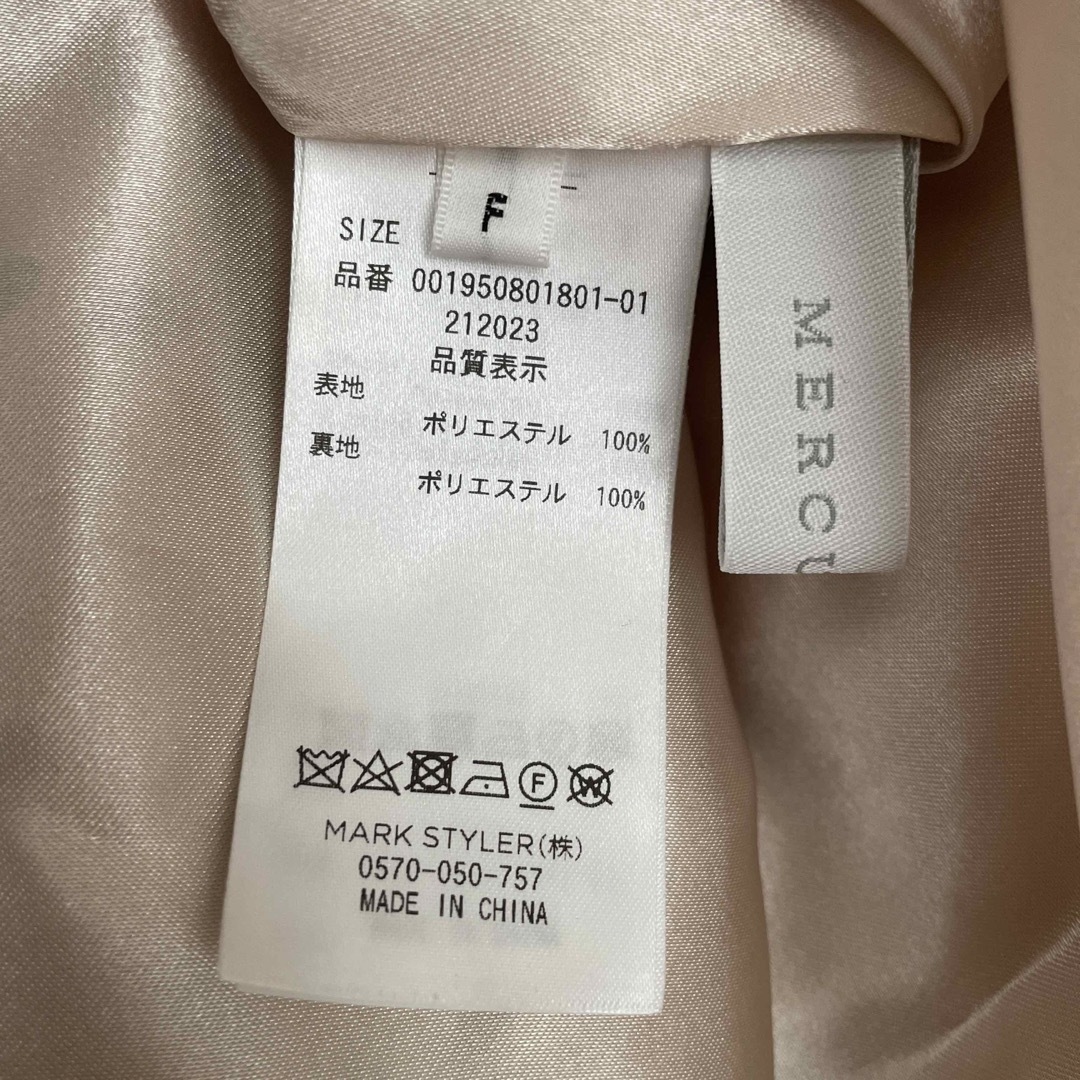 F
SIZE
品番 001950801801-01
212023
品質表示
表地
ポリエステル 100%
裏地
ポリエステル 100%
F
W
MARK STYLER(株)
0570-050-757
MADE IN CHINA
MERCU